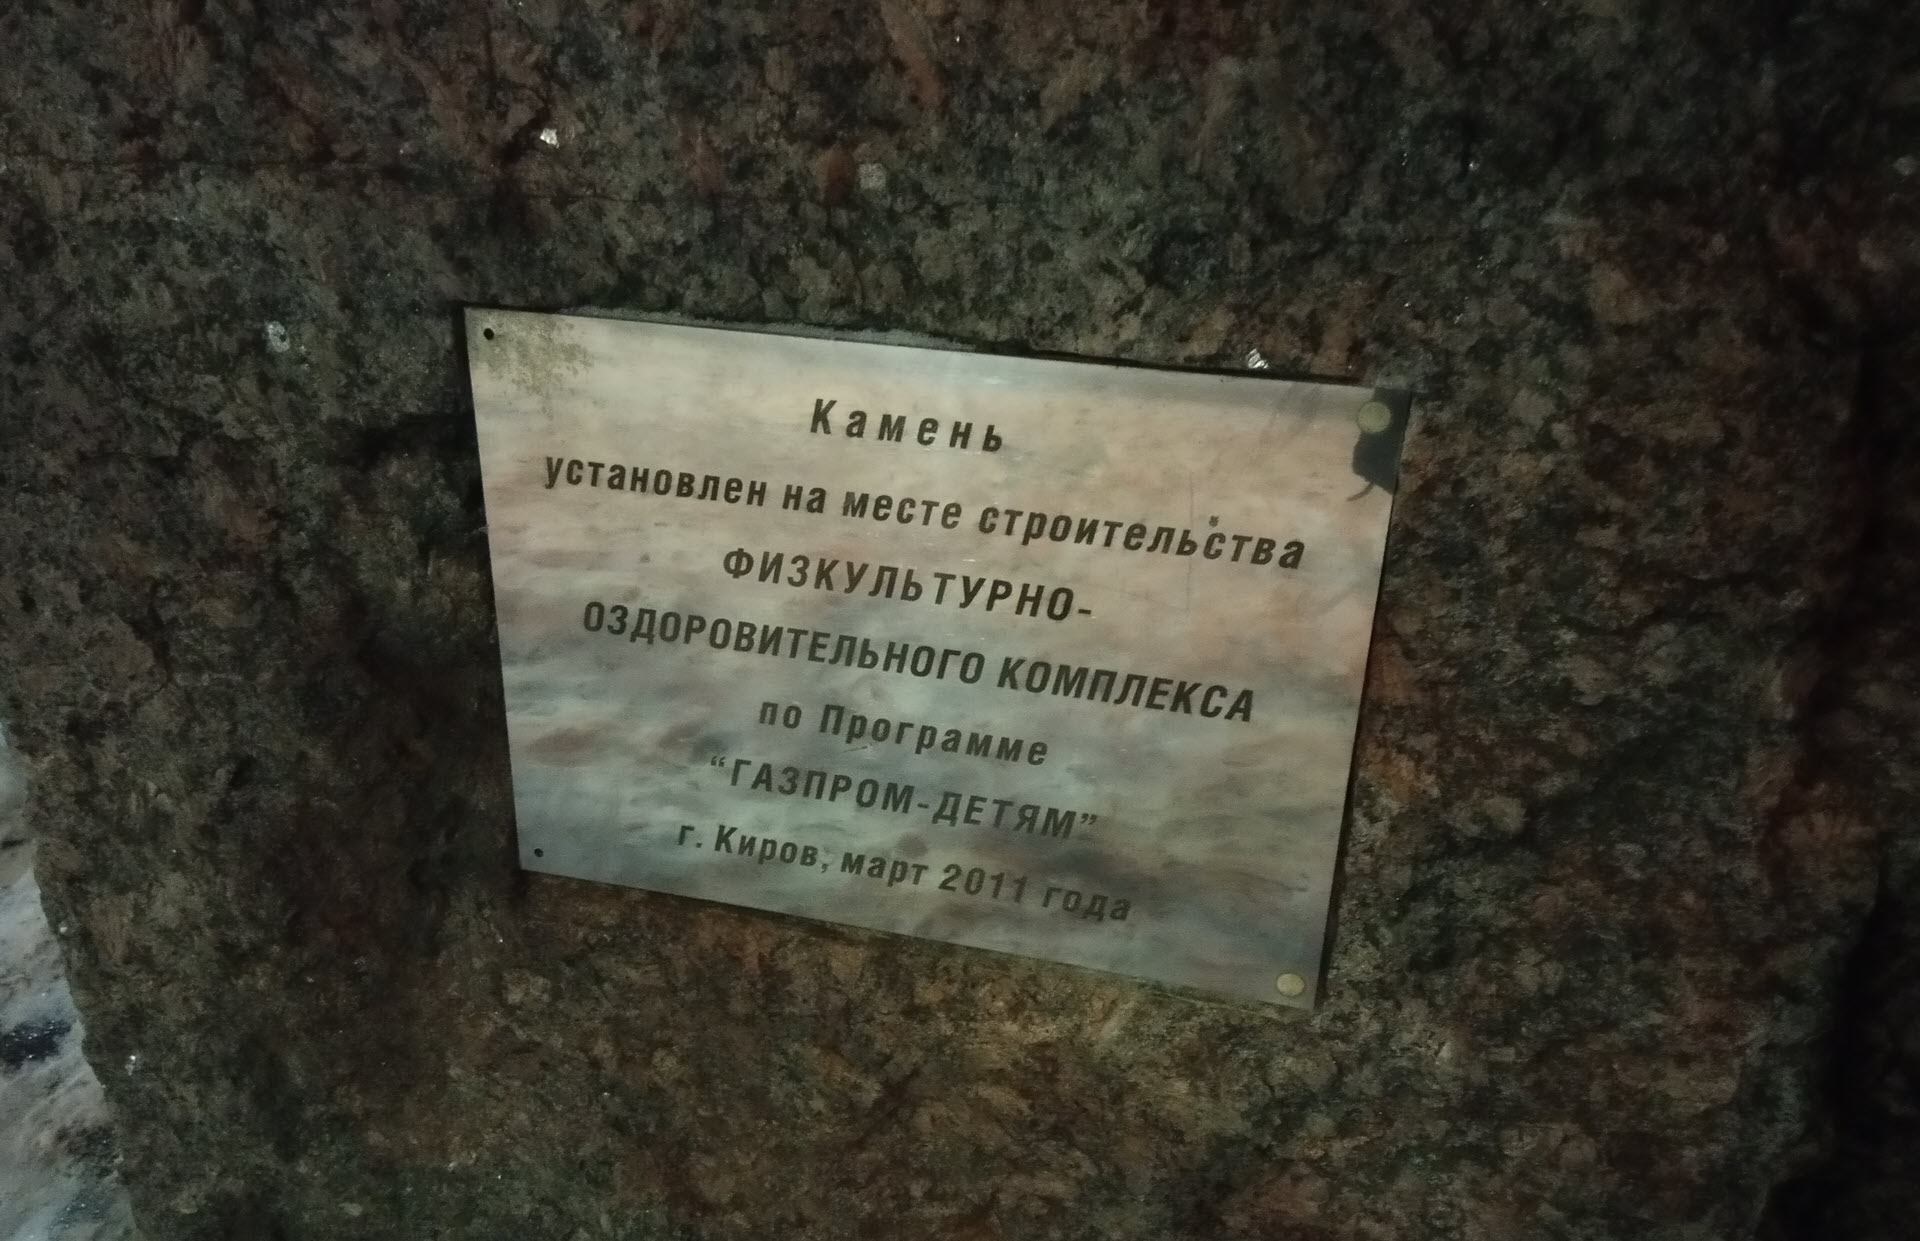 Камень
установлен на месте строительства
ФИЗКУЛЬТУРНО-
ОЗДОРОВИТЕЛЬНОГО КОМПЛЕКСА
по Программе
“ГАЗПРОМ-ДЕТЯМ”
г. Киров, март 2011 года